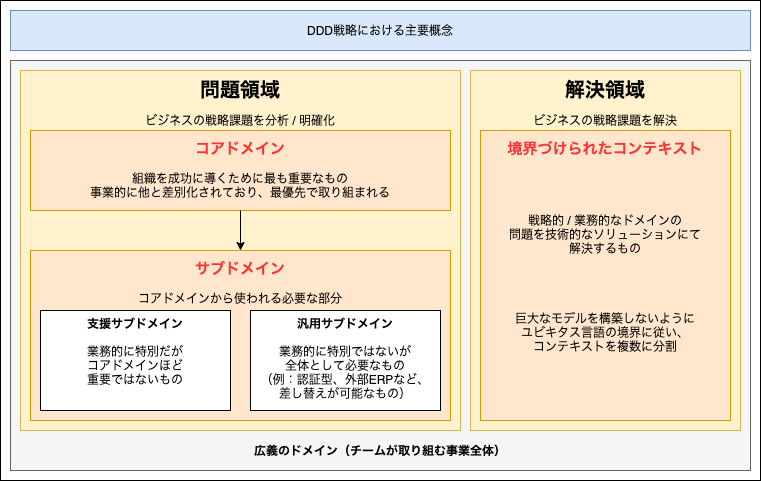 DDD戦略における主要概念
問題領域
ビジネスの戦略課題を分析 / 明確化
コアドメイン
組織を成功に導くために最も重要なもの
事業的に他と差別化されており、最優先で取り組まれる
サブドメイン
コアドメインから使われる必要な部分
支援サブドメイン
業務的に特別だが
コアドメインほど
重要ではないもの
汎用サブドメイン
業務的に特別ではないが
全体として必要なもの
（例：認証型、外部ERPなど、
差し替えが可能なもの）
解決領域
ビジネスの戦略課題を解決
境界づけられたコンテキスト
戦略的 / 業務的なドメインの
問題を技術的なソリューションにて
解決するもの
巨大なモデルを構築しないように
ユビキタス言語の境界に従い、
コンテキストを複数に分割
広義のドメイン（チームが取り組む事業全体）